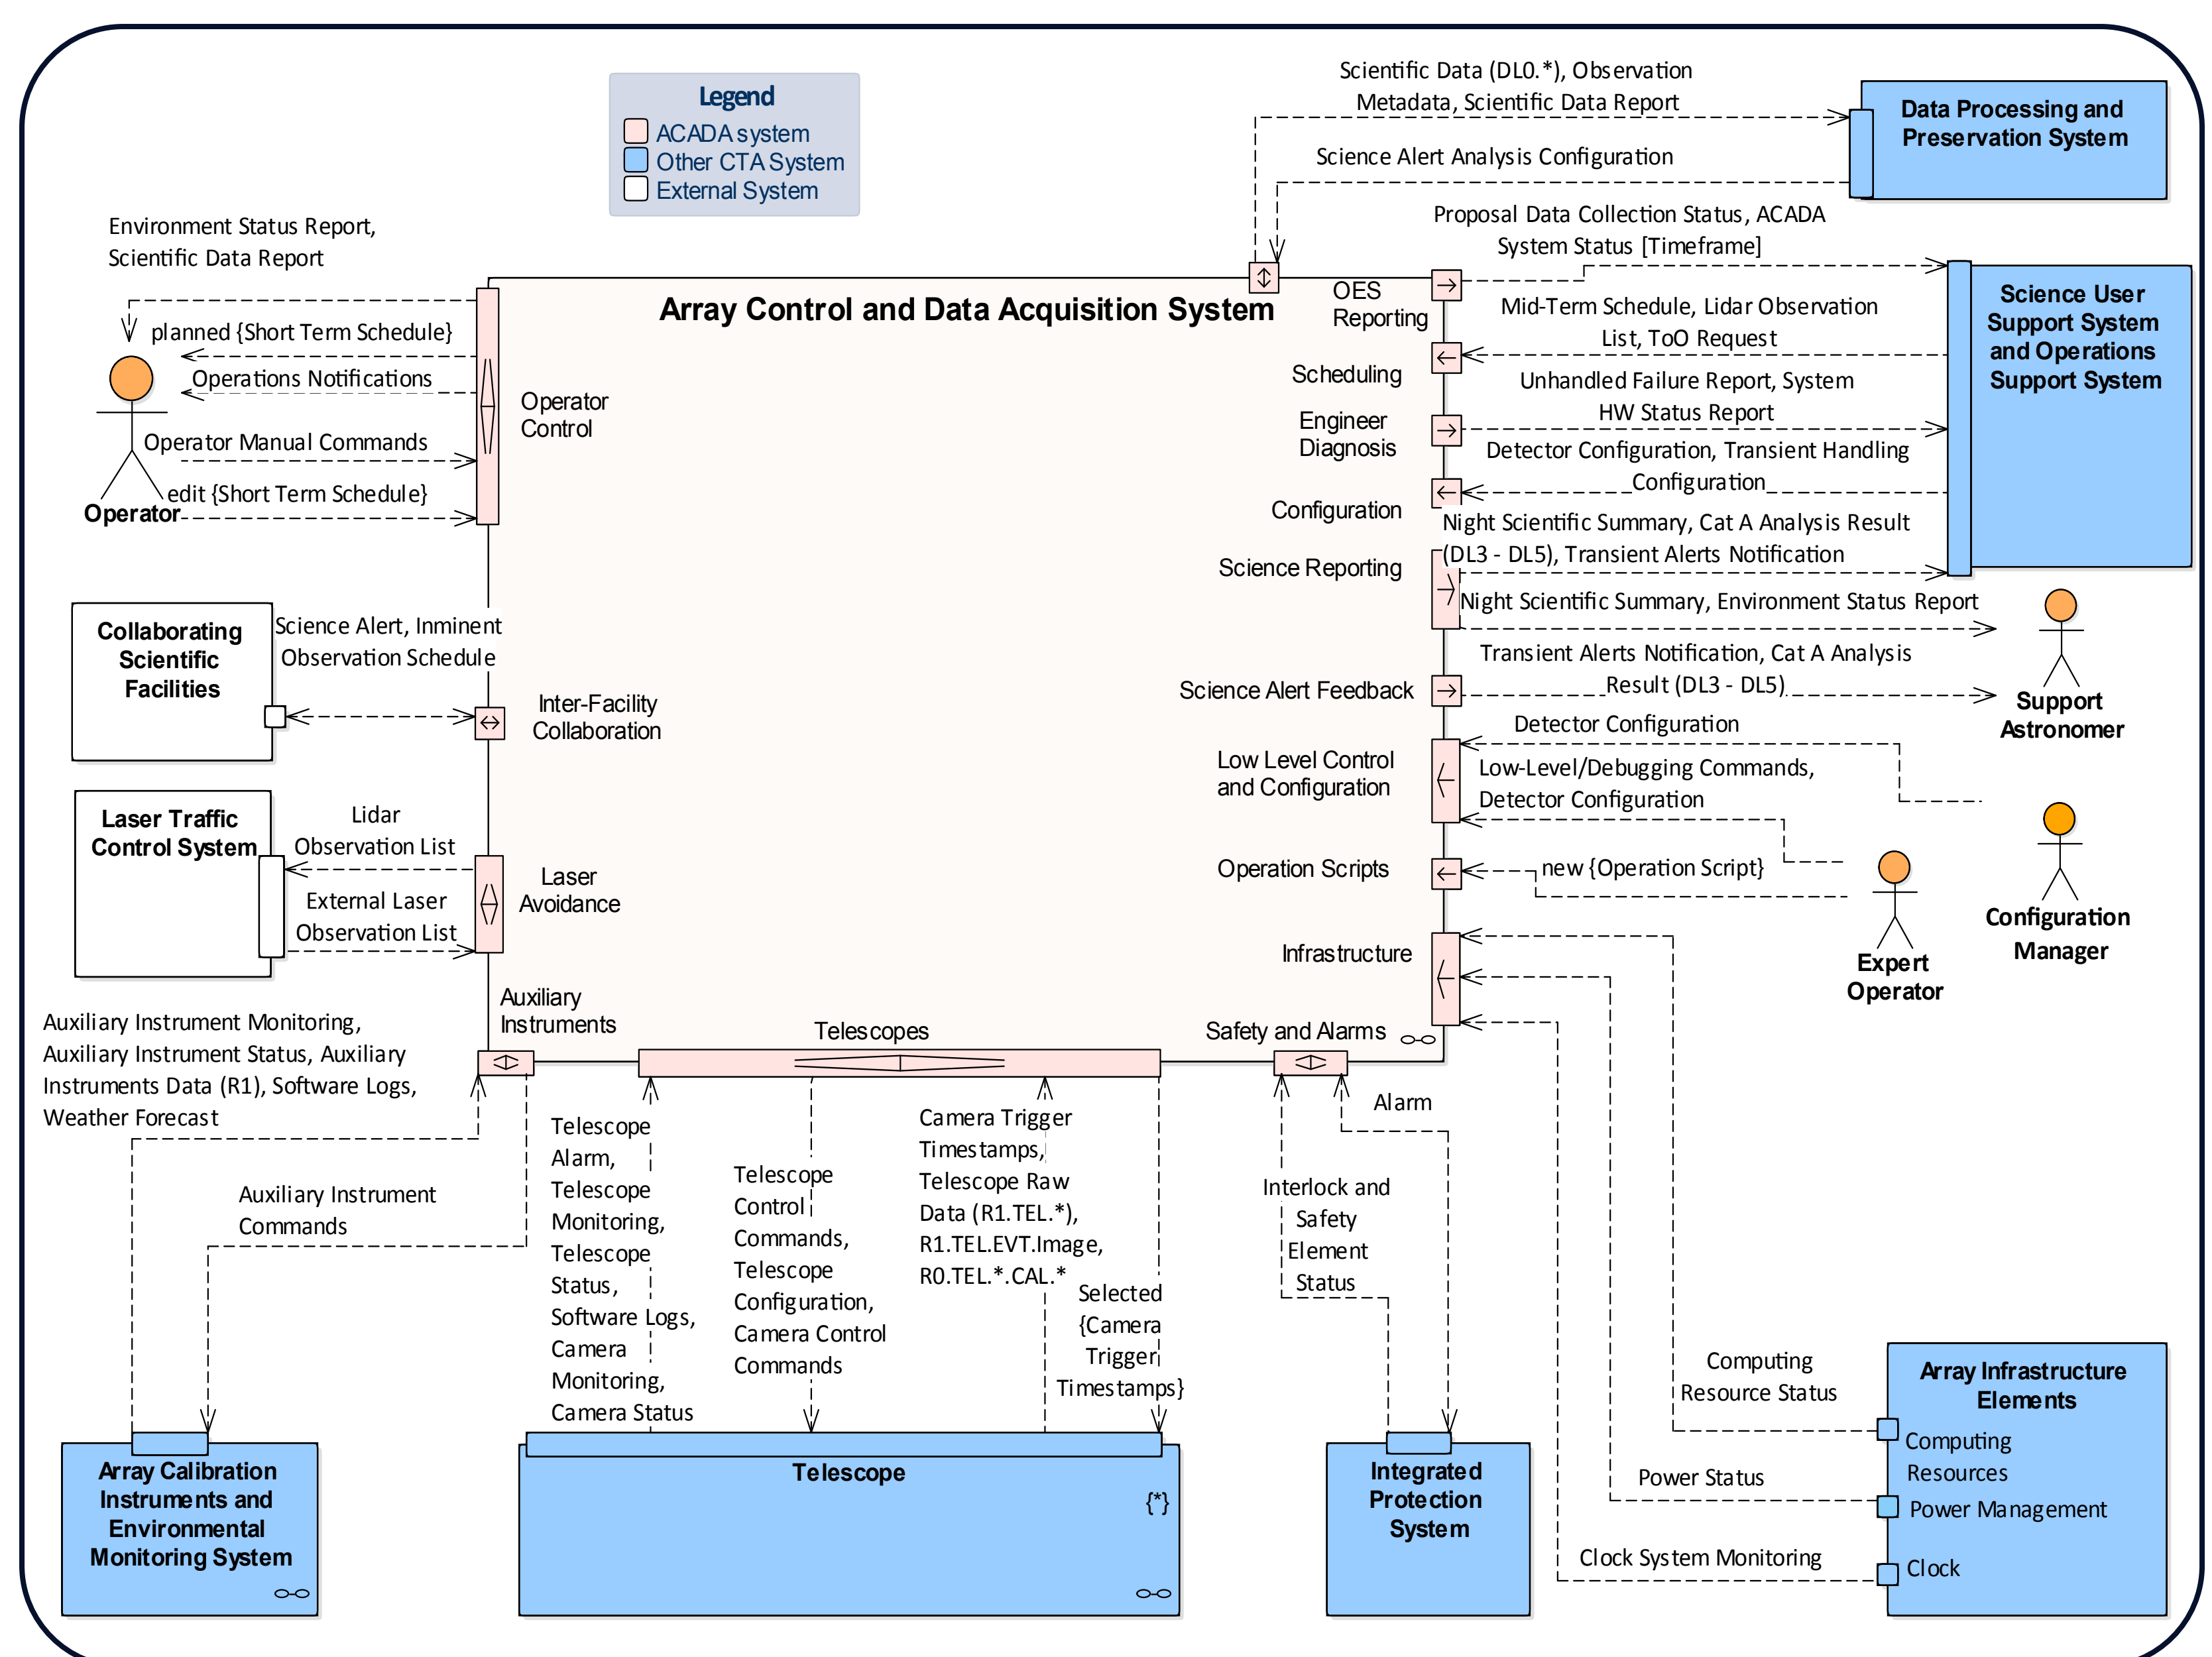 Legend
ACADA system
Other CTA System
External System
Scientific Data (DL0.*), Observation
Metadata, Scientific Data Report
Science Alert Analysis Configuration
Data Processing and
Preservation System
Environment Status Report,
Scientific Data Report
planned {Short Term Schedule}
Operations Notifications
Operator Manual Commands
edit {Short Term Schedule}
Operator
Operator
Control
Array Control and Data Acquisition System
OES
Reporting
Proposal Data Collection Status, ACADA
System Status [Timeframe]
Mid-Term Schedule, Lidar Observation
List, ToO Request
Scheduling
Unhandled Failure Report, System
HW Status Report
Engineer
Diagnosis
Detector Configuration, Transient Handling
Configuration
Configuration
Night Scientific Summary, Cat A Analysis Result
(DL3 - DL5), Transient Alerts Notification
Science Reporting
Science User
Support System
and Operations
Support System
Night Scientific Summary, Environment Status Report
Transient Alerts Notification, Cat A Analysis
Result (DL3 - DL5)
Science Alert Feedback
Support
Astronomer
Collaborating
Scientific
Facilities
Science Alert, Inminent
Observation Schedule
Inter-Facility
Collaboration
Detector Configuration
Low Level Control
and Configuration
Low-Level/Debugging Commands,
Detector Configuration
Laser Traffic
Control System
Lidar
Observation List
External Laser
Observation List
Laser
Avoidance
Operation Scripts
new {Operation Script}
Configuration
Manager
Expert
Operator
Infrastructure
Auxiliary
Instruments
Telescopes
Safety and Alarms
Auxiliary Instrument Monitoring,
Auxiliary Instrument Status, Auxiliary
Instruments Data (R1), Software Logs,
Weather Forecast
Auxiliary Instrument
Commands
Telescope
Alarm,
Telescope
Monitoring,
Telescope
Status,
Software Logs,
Camera
Monitoring,
Camera Status
Telescope
Control
Commands,
Telescope
Configuration,
Camera Control
Commands
Camera Trigger
Timestamps,
Telescope Raw
Data (R1.TEL.*),
R1.TEL.EVT.Image,
R0.TEL.*.CAL.*
Selected
{Camera
Trigger
Timestamps}
Alarm
Interlock and
Safety
Element
Status
Computing
Resource Status
Power Status
Clock System Monitoring
Array Calibration
Instruments and
Environmental
Monitoring System
Telescope
{*}
Integrated
Protection
System
Array Infrastructure
Elements
Computing
Resources
Power Management
Clock